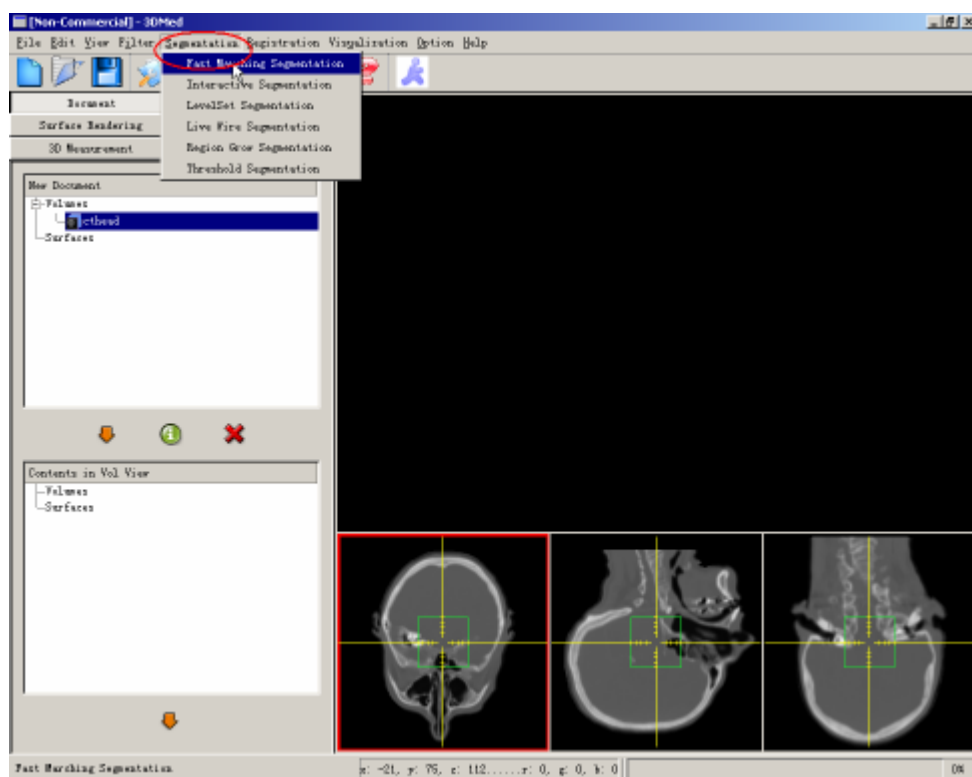 [Non-Commercial] - 3DMed
File Edit View Filter Segmentation Registration Visualization Option Help
Fast Marching Segmentation
Interactive Segmentation
LevelSet Segmentation
Live Wire Segmentation
Region Grow Segmentation
Threshold Segmentation
Document
Surface Rendering
3D Measurement
New Document
Volumes
cthead
Surfaces
Contents in Vol View
Volumes
Surfaces
Fast Marching Segmentation
x: -21, y: 75, z: 112......r: 0, g: 0, b: 0
0%